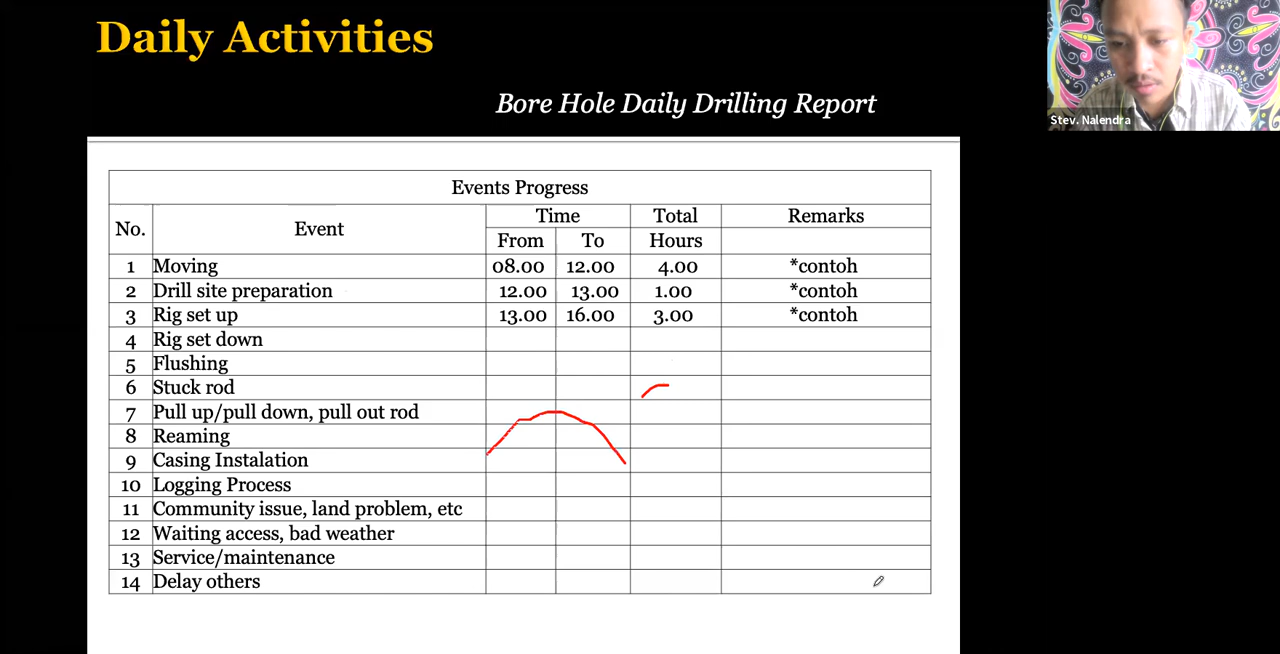 Daily Activities
Bore Hole Daily Drilling Report
Stev. Nalendra
Events Progress
No. Event Time Total Remarks
From To Hours
1 Moving 08.00 12.00 4.00 *contoh
2 Drill site preparation 12.00 13.00 1.00 *contoh
3 Rig set up 13.00 16.00 3.00 *contoh
4 Rig set down
5 Flushing
6 Stuck rod
7 Pull up/pull down, pull out rod
8 Reaming
9 Casing Instalation
10 Logging Process
11 Community issue, land problem, etc
12 Waiting access, bad weather
13 Service/maintenance
14 Delay others